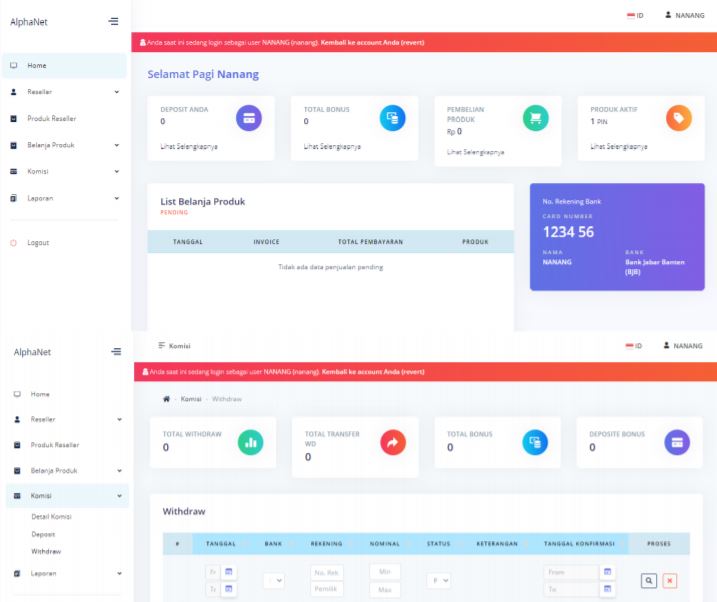 AlphaNet
ID
NANANG
Anda saat ini sedang login sebagai user NANANG (nanang). Kembali ke account Anda (revert)
Home
Reseller
Produk Reseller
Belanja Produk
Komisi
Laporan
Logout
Selamat Pagi Nanang
DEPOSIT ANDA
0
Lihat Selengkapnya
TOTAL BONUS
0
Lihat Selengkapnya
PEMBELIAN PRODUK
Rp 0
Lihat Selengkapnya
PRODUK AKTIF
1 PIN
Lihat Selengkapnya
List Belanja Produk
PENDING
TANGGAL INVOICE TOTAL PEMBAYARAN PRODUK
Tidak ada data penjualan pending
No. Rekening Bank
CARD NUMBER
1234 56
NAMA
NANANG
BANK
Bank Jabar Banten (BJB)
AlphaNet
Komisi
ID
NANANG
Anda saat ini sedang login sebagai user NANANG (nanang). Kembali ke account Anda (revert)
Home
Reseller
Produk Reseller
Belanja Produk
Komisi
Detail Komisi
Deposit
Withdraw
Laporan
- Komisi - Withdraw
TOTAL WITHDRAW
0
TOTAL TRANSFER WD
0
TOTAL BONUS
0
DEPOSITE BONUS
0
Withdraw
# TANGGAL BANK REKENING NOMINAL STATUS KETERANGAN TANGGAL KONFIRMASI PROSES
Fr No. Rek Min From
P
Tc Pemilik Max To